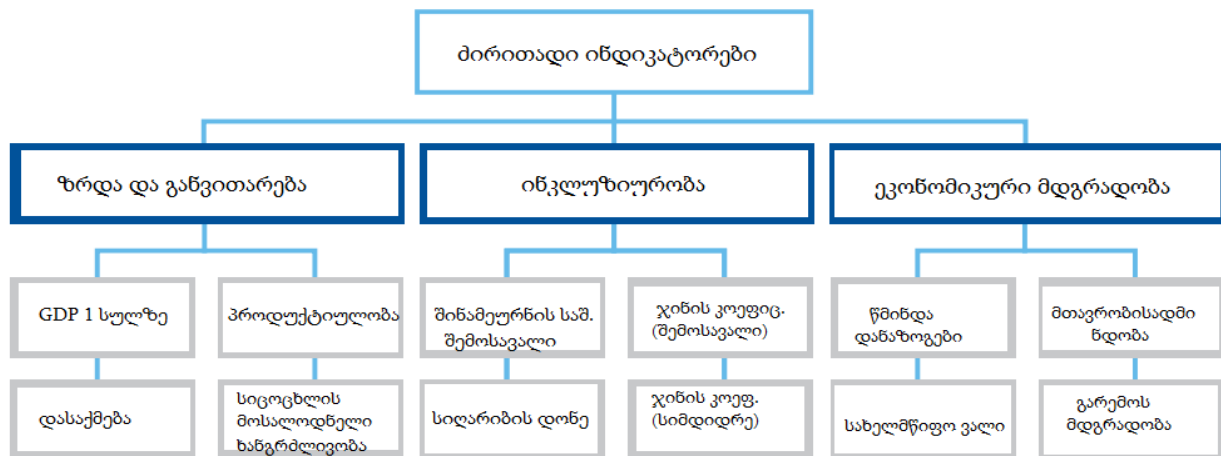 ძირითადი ინდიკატორები
ზრდა და განვითარება
ინკლუზიურობა
ეკონომიკური მდგრადობა
GDP 1 სულზე
პროდუქტიულობა
შინამეურნის საშ.
შემოსავალი
ჯინის კოეფიც.
(შემოსავალი)
წმინდა
დანაზოგები
მთავრობისადმი
ნდობა
დასაქმება
სიცოცხლის
მოსალოდნელი
ხანგრძლივობა
სიღარიბის დონე
ჯინის კოეფ.
(სიმდიდრე)
სახელმწიფო ვალი
გარემოს
მდგრადობა